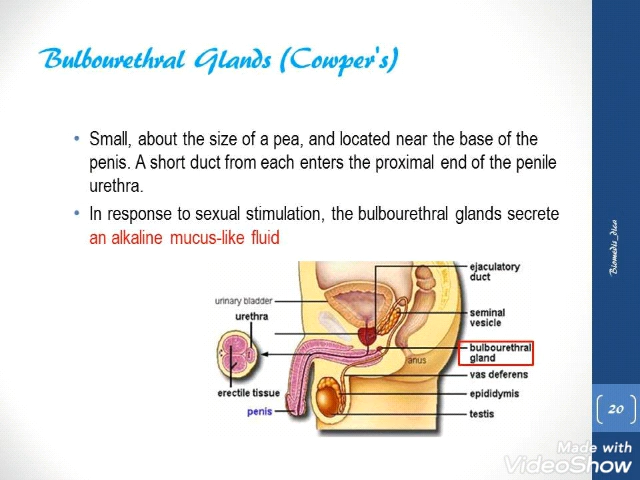 Bulbourethral Glands (Cowper's)
• Small, about the size of a pea, and located near the base of the
penis. A short duct from each enters the proximal end of the penile
urethra.
• In response to sexual stimulation, the bulbourethral glands secrete
an alkaline mucus-like fluid
ejaculatory
duct
urinary bladder
urethra
seminal
vesicle
bulbourethral
gland
anus
vas deferens
erectile tissue
epididymis
penis
testis
Biomedis_dica
20
Made with
VideoShow